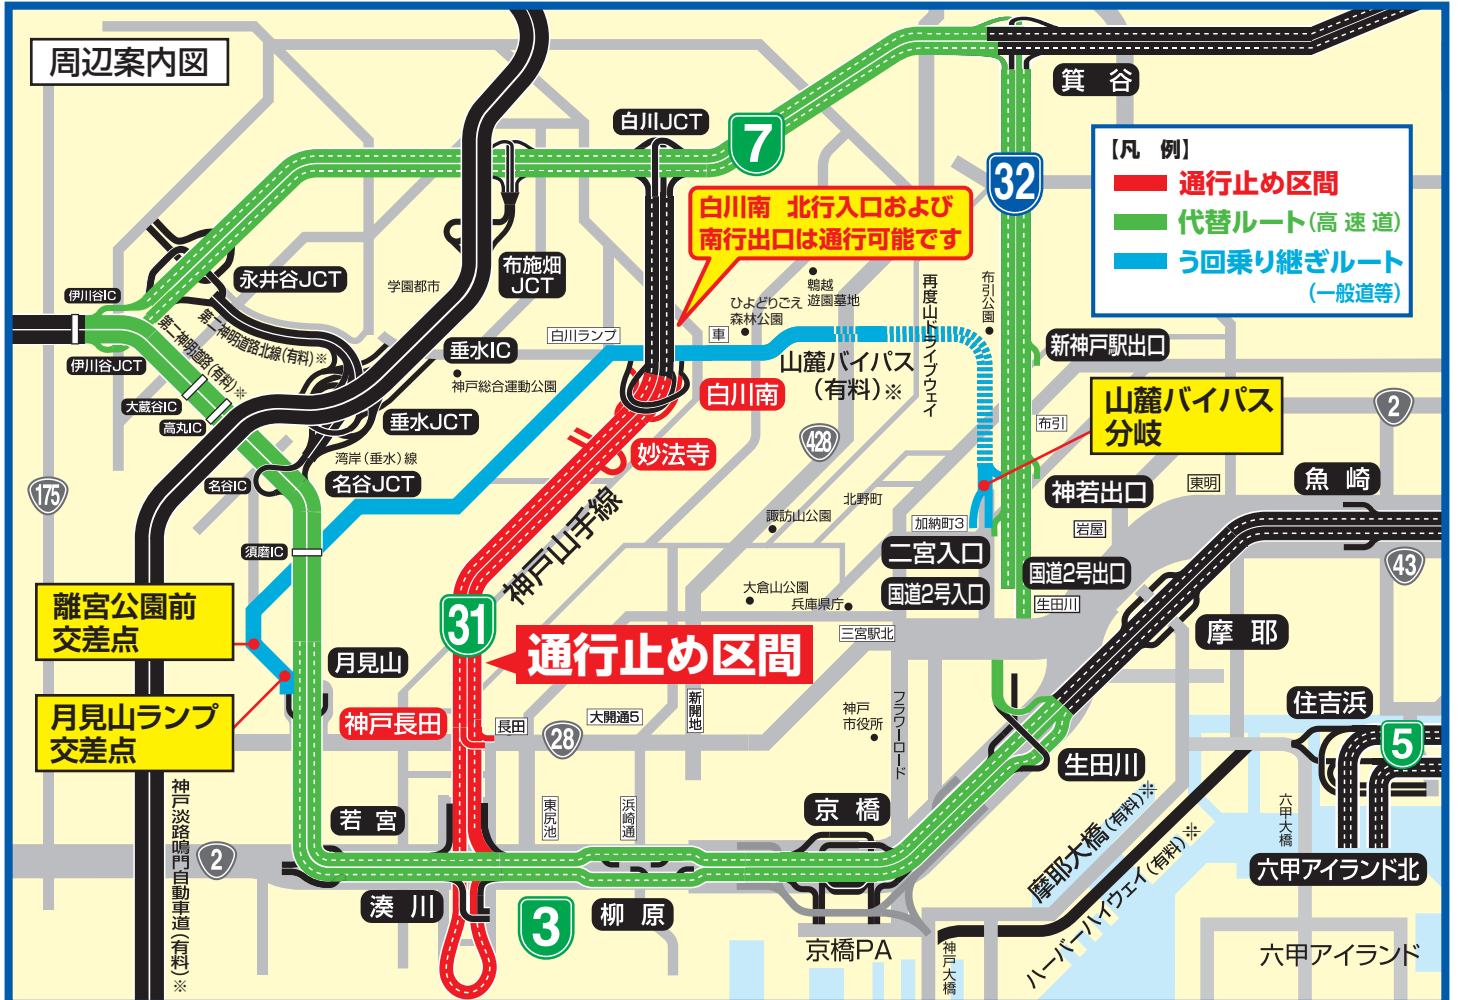 周辺案内図
箕谷
白川JCT
7
【凡 例】
通行止め区間
代替ルート(高速道)
う回乗り継ぎルート
(一般道等)
32
白川南 北行入口および
南行出口は通行可能です
永井谷JCT
伊川谷IC
学園都市
布施畑
JCT
鵯越
遊園墓地
ひよどりごえ
森林公園
再度山ドライブウェイ
布引公園
第二神明道路北線(有料)※
第二神明道路(有料)※
白川ランプ
車
伊川谷JCT
垂水IC
神戸総合運動公園
山麓バイパス
(有料)※
新神戸駅出口
白川南
山麓バイパス
分岐
2
大蔵谷IC
高丸IC
垂水JCT
布引
428
妙法寺
湾岸(垂水)線
名谷JCT
名谷IC
175
北野町
神若出口
東明
魚崎
神戸山手線
諏訪山公園
加納町3
岩屋
須磨IC
二宮入口
国道2号入口
国道2号出口
43
大倉山公園
兵庫県庁
生田川
離宮公園前
交差点
31
三宮駅北
摩耶
通行止め区間
月見山
月見山ランプ
交差点
神戸長田
長田
28
大開通5
新開地
神戸
市役所
フラワーロード
住吉浜
5
生田川
神戸淡路鳴門自動車道(有料)※
若宮
東尻池
浜崎通
京橋
摩耶大橋(有料)※
ハーバーハイウェイ(有料)※
六甲大橋
2
六甲アイランド北
湊川
3
柳原
京橋PA
神戸大橋
六甲アイランド